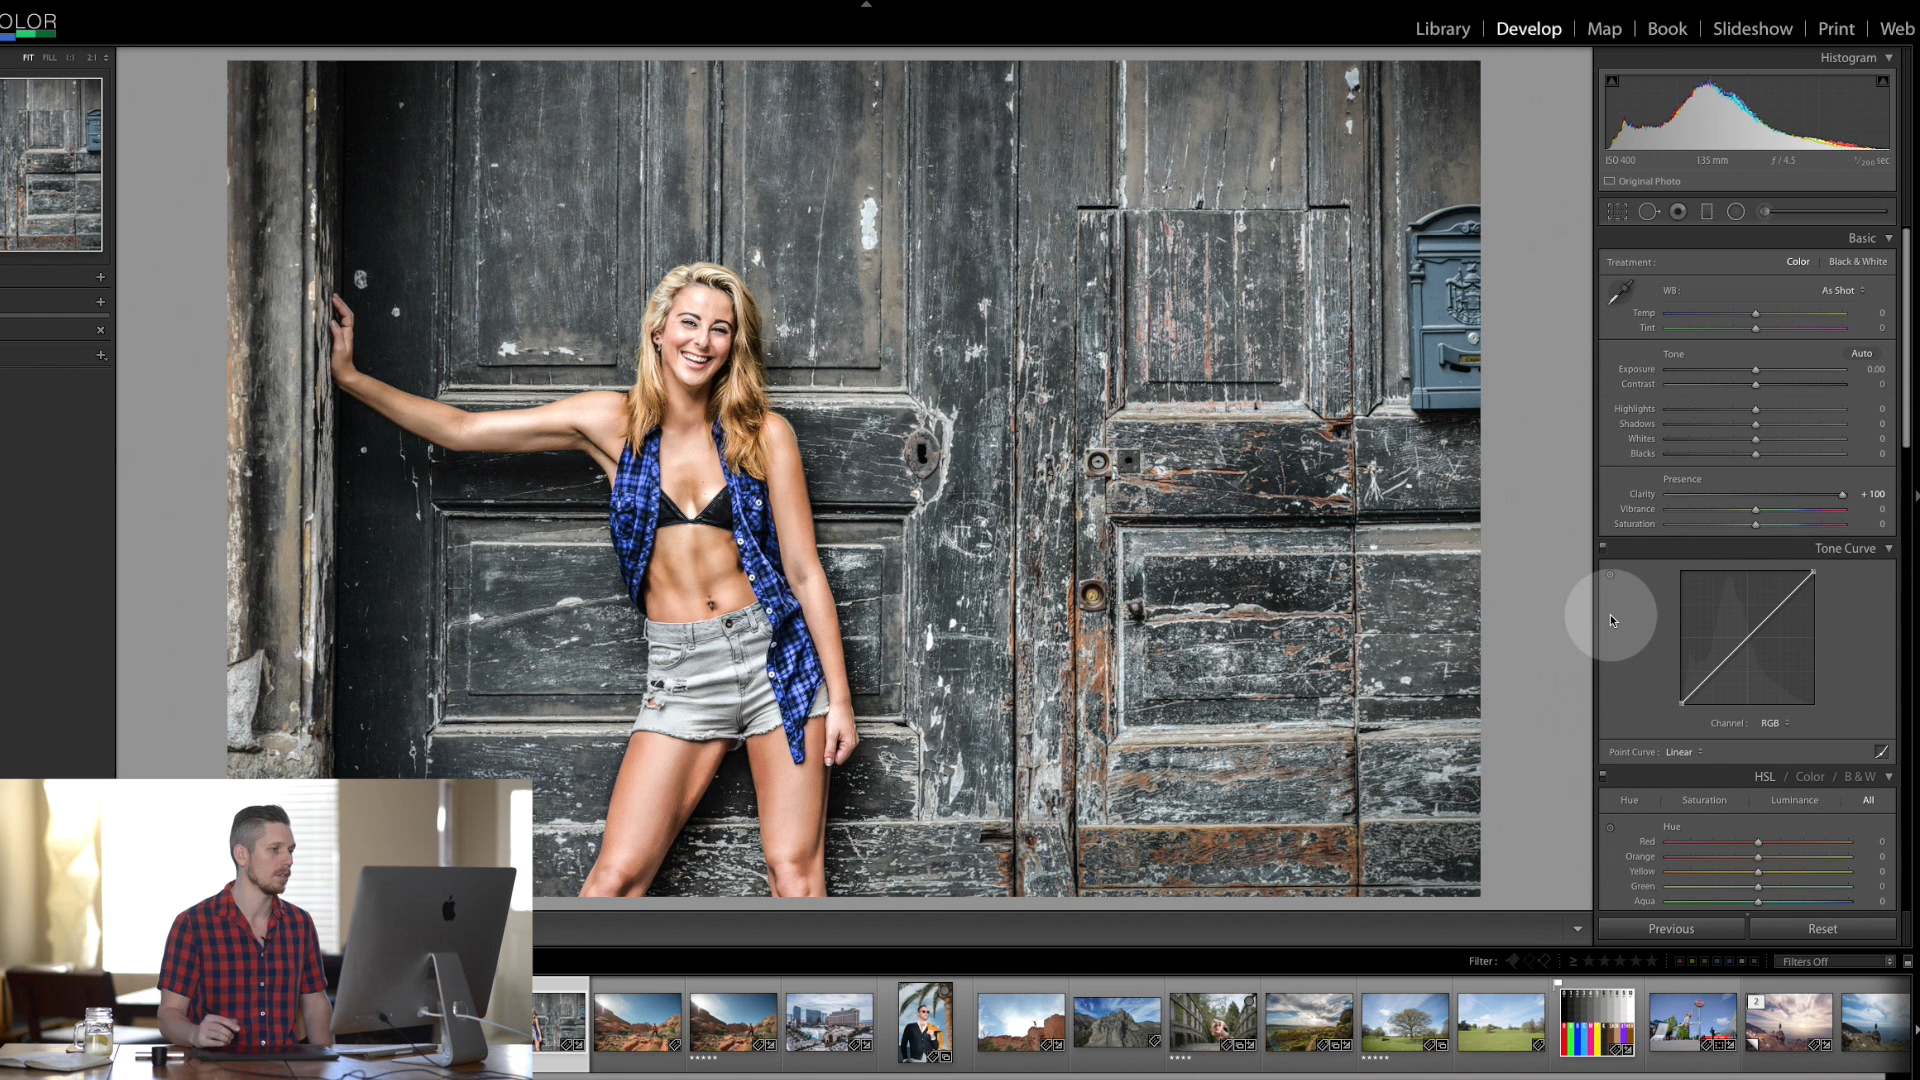 OLOR
Library | Develop | Map | Book | Slideshow | Print | Web
FIT FILL 1:1 2:1
Histogram
ISO 400 135 mm ƒ / 4.5 1/200 sec
Original Photo
Basic
Treatment : Color | Black & White
WB : As Shot
Temp 0
Tint 0
Tone Auto
Exposure 0.00
Contrast 0
Highlights 0
Shadows 0
Whites 0
Blacks 0
Presence
Clarity + 100
Vibrance 0
Saturation 0
Tone Curve
Channel : RGB
Point Curve : Linear
HSL / Color / B & W
Hue Saturation Luminance All
Hue
Red 0
Orange 0
Yellow 0
Green 0
Aqua 0
Previous Reset
Filter : ≥ ★★★★★ Filters Off
2